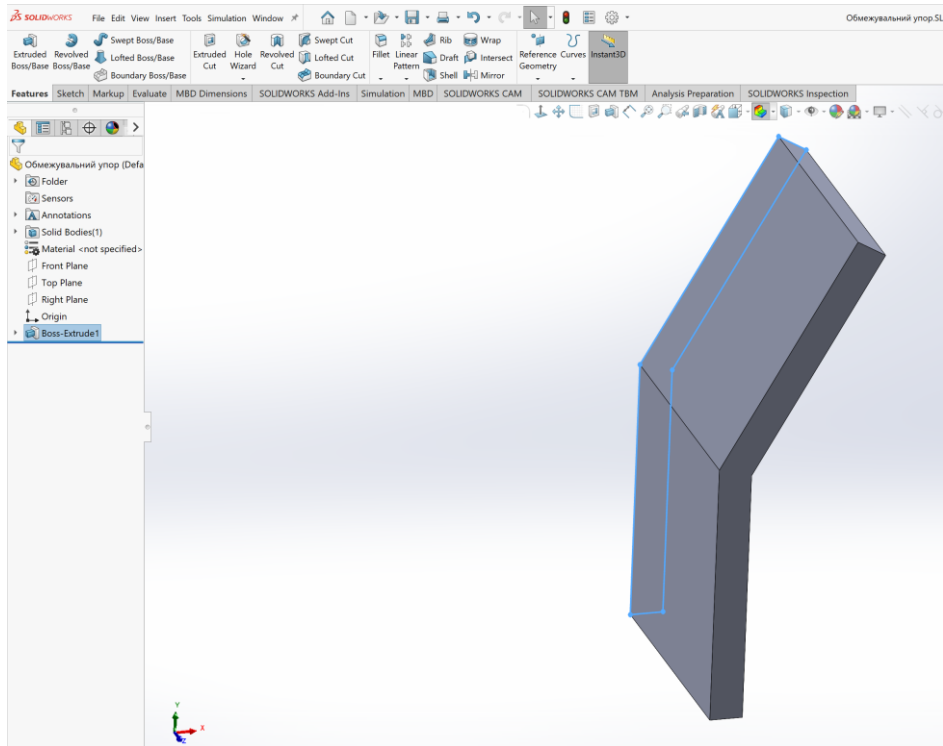 SOLIDWORKS File Edit View Insert Tools Simulation Window
Обмежувальний упор.SL
Extruded Boss/Base
Revolved Boss/Base
Swept Boss/Base
Lofted Boss/Base
Boundary Boss/Base
Extruded Cut
Hole Wizard
Revolved Cut
Swept Cut
Lofted Cut
Boundary Cut
Fillet
Linear Pattern
Rib
Draft
Shell
Wrap
Intersect
Mirror
Reference Geometry
Curves
Instant3D
Features Sketch Markup Evaluate MBD Dimensions SOLIDWORKS Add-Ins Simulation MBD SOLIDWORKS CAM SOLIDWORKS CAM TBM Analysis Preparation SOLIDWORKS Inspection
Обмежувальний упор (Defa
Folder
Sensors
Annotations
Solid Bodies(1)
Material <not specified>
Front Plane
Top Plane
Right Plane
Origin
Boss-Extrude1
Y
X
Z